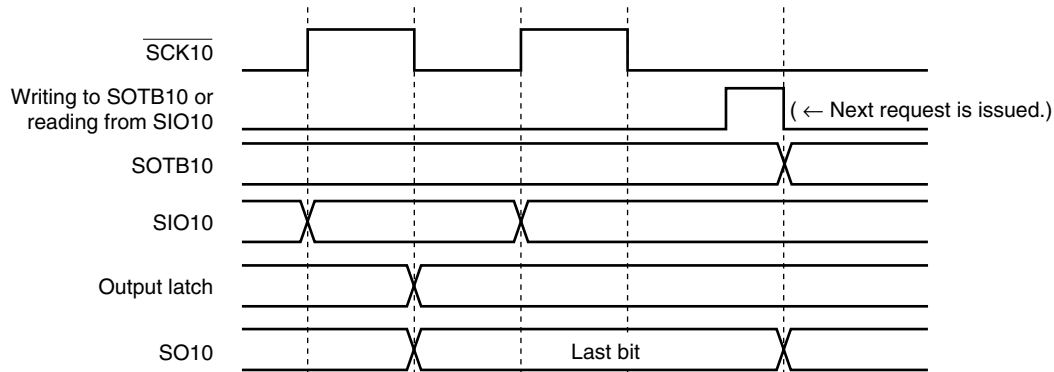 SCK10
Writing to SOTB10 or
reading from SIO10
( ← Next request is issued.)
SOTB10
SIO10
Output latch
SO10
Last bit